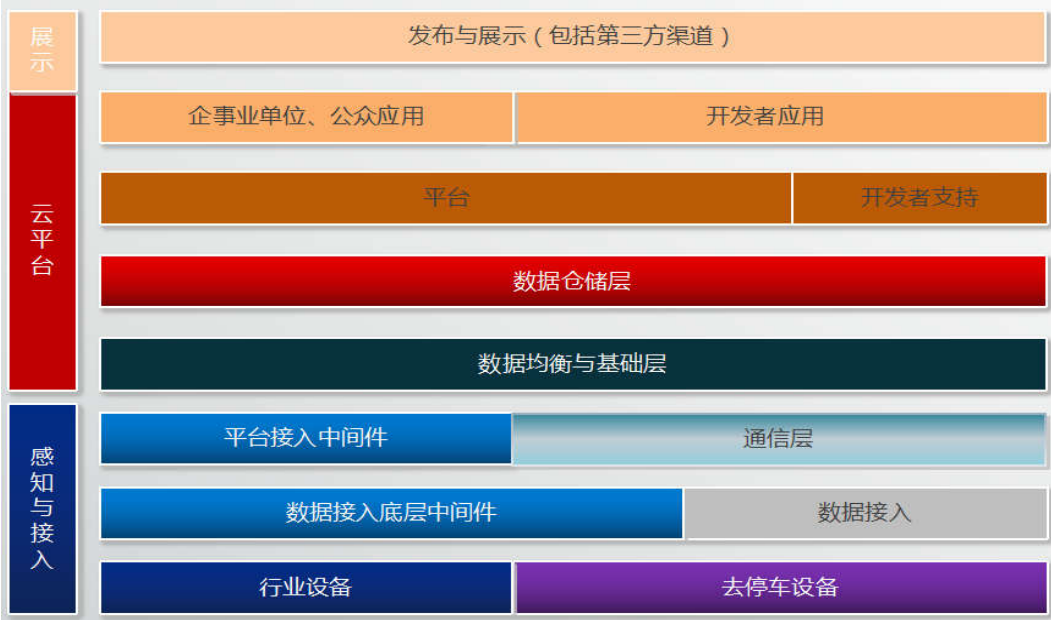 展示
发布与展示（包括第三方渠道）
云平台
企事业单位、公众应用
开发者应用
平台
开发者支持
数据仓储层
数据均衡与基础层
感知与接入
平台接入中间件
通信层
数据接入底层中间件
数据接入
行业设备
去停车设备